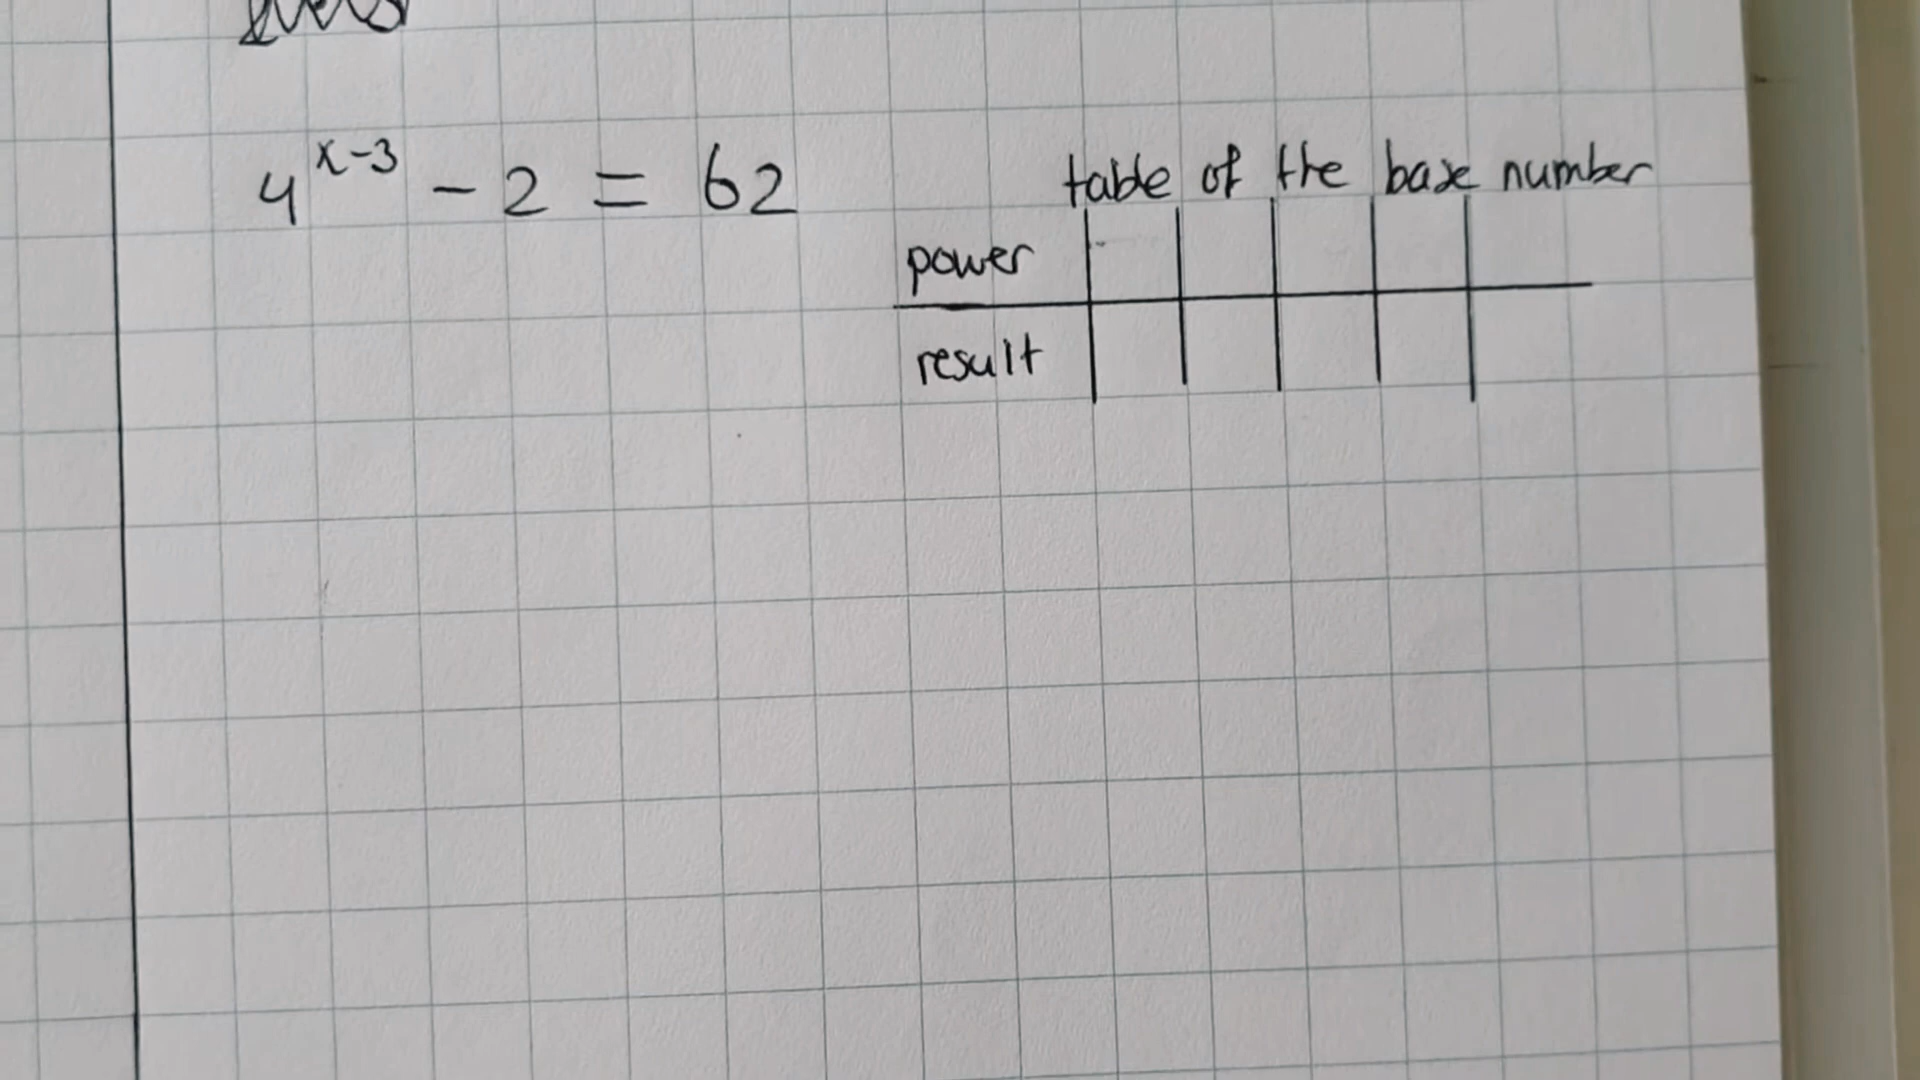 4^(x-3) - 2 = 62
table of the base number
power
result